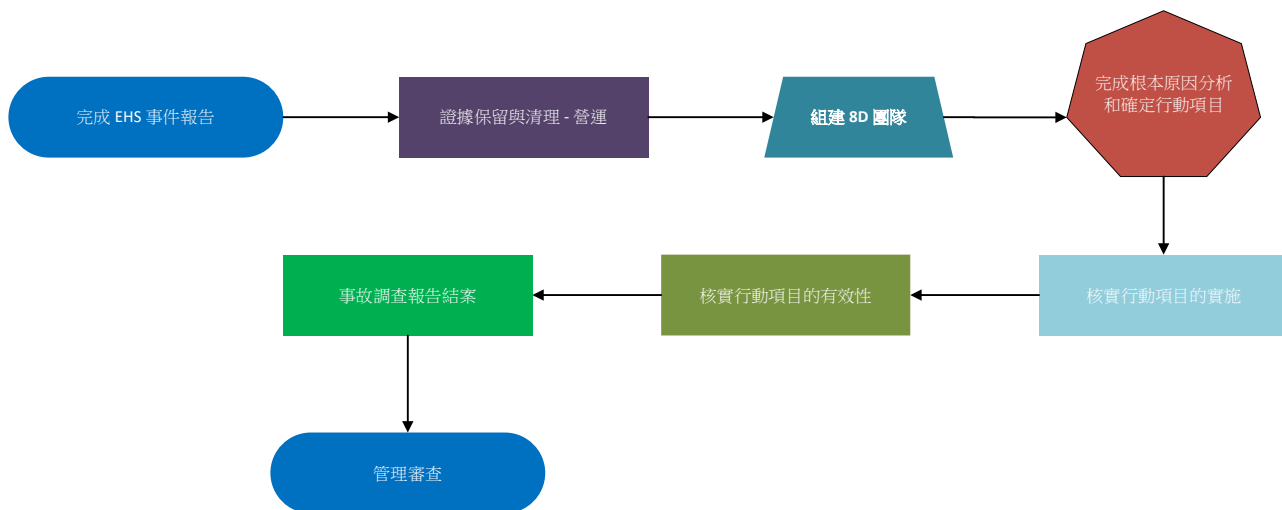 完成 EHS 事件報告
證據保留與清理 - 營運
組建 8D 團隊
完成根本原因分析
和確定行動項目
核實行動項目的實施
核實行動項目的有效性
事故調查報告結案
管理審查